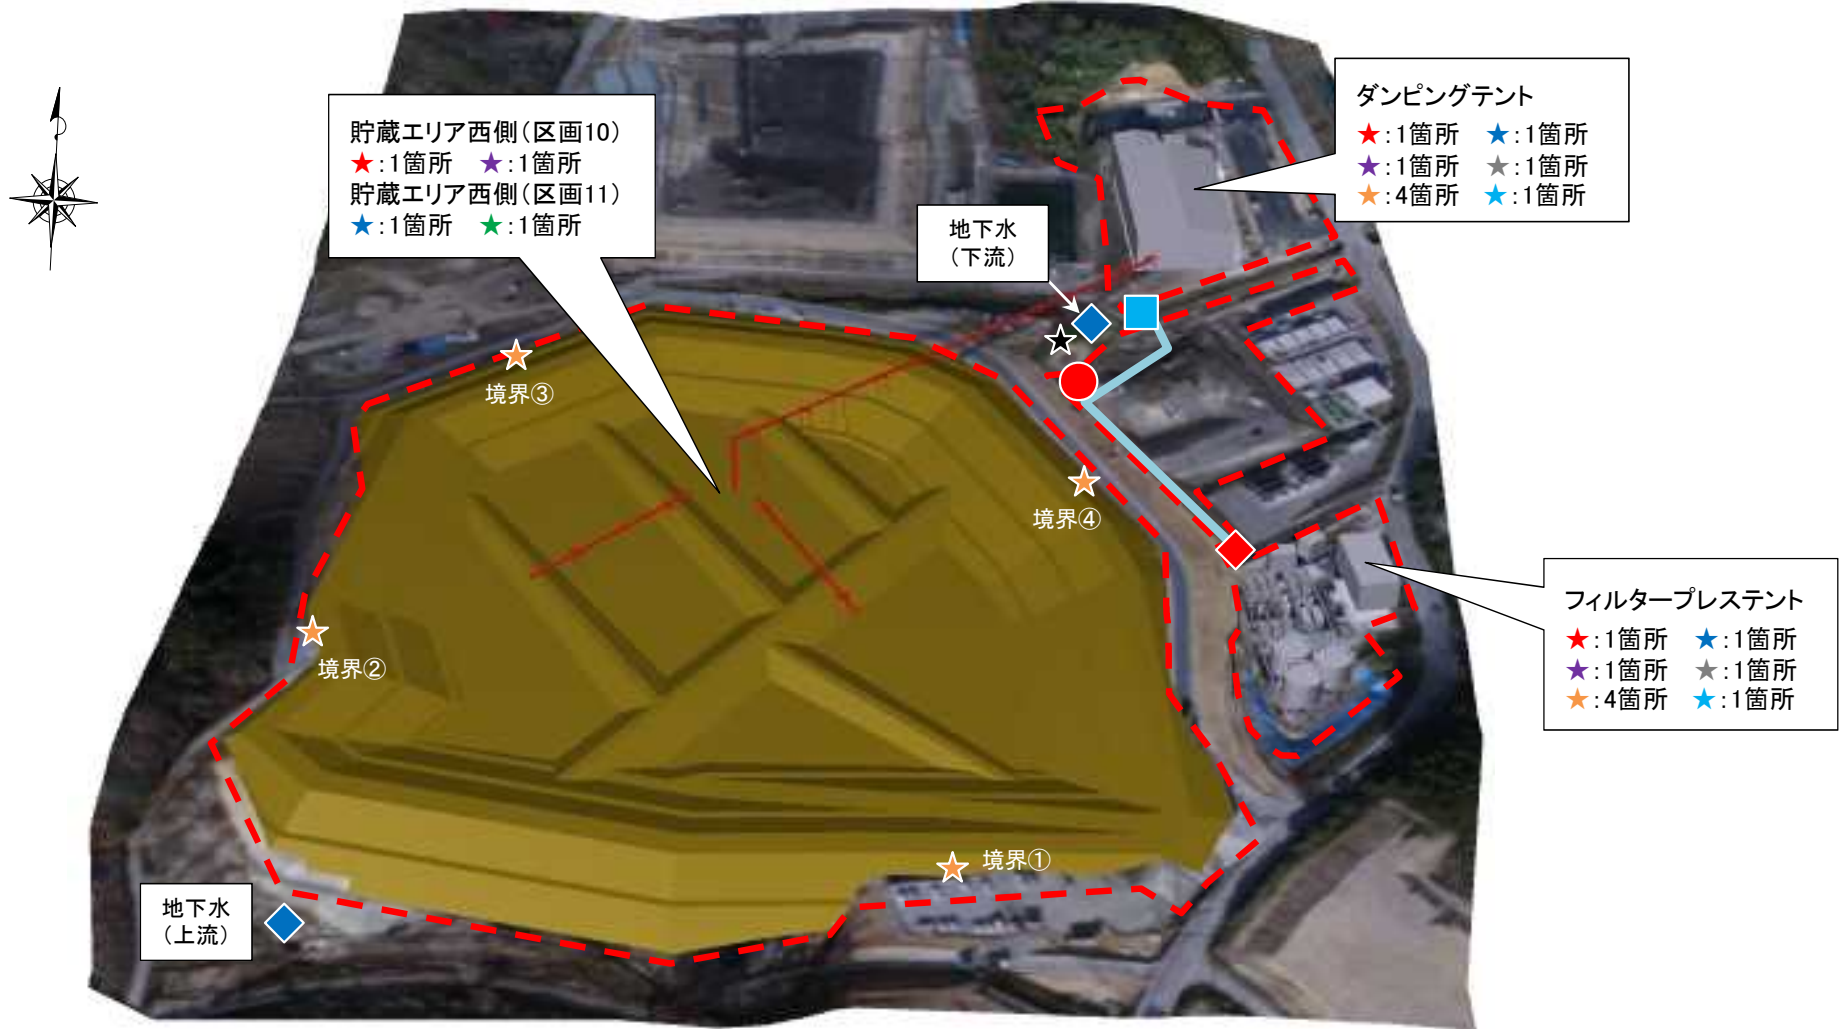 貯蔵エリア西側(区画10)
★:1箇所 ★:1箇所
貯蔵エリア西側(区画11)
★:1箇所 ★:1箇所
ダンピングテント
★:1箇所 ★:1箇所
★:1箇所 ★:1箇所
★:4箇所 ★:1箇所
地下水
(下流)
境界③
境界④
フィルタープレステント
★:1箇所 ★:1箇所
★:1箇所 ★:1箇所
★:4箇所 ★:1箇所
境界②
境界①
地下水
(上流)